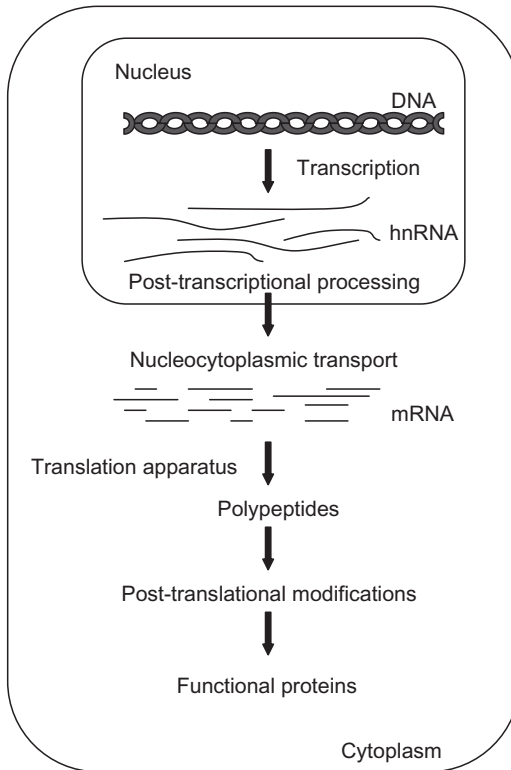 Nucleus
DNA
Transcription
hnRNA
Post-transcriptional processing
Nucleocytoplasmic transport
mRNA
Translation apparatus
Polypeptides
Post-translational modifications
Functional proteins
Cytoplasm